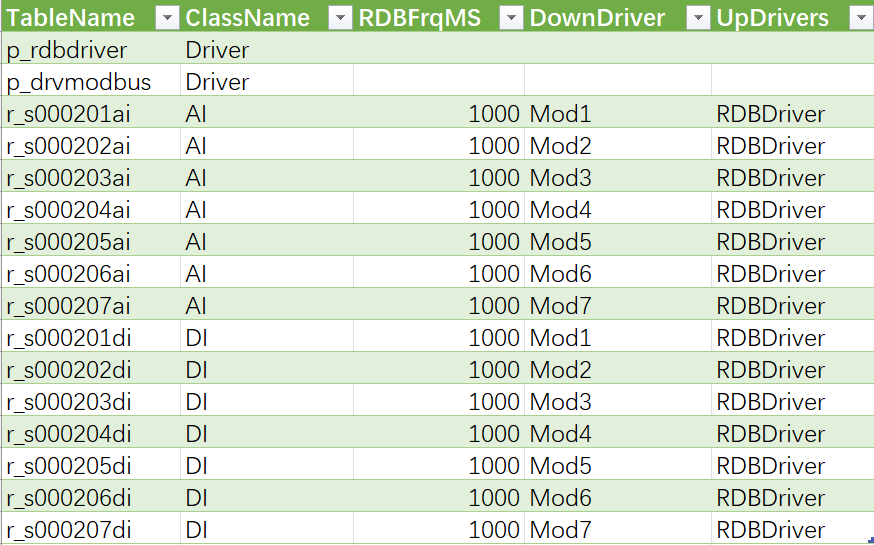 TableName ClassName RDBFrqMS DownDriver UpDrivers
p_rdbdriver Driver
p_drvmodbus Driver
r_s000201ai AI 1000 Mod1 RDBDriver
r_s000202ai AI 1000 Mod2 RDBDriver
r_s000203ai AI 1000 Mod3 RDBDriver
r_s000204ai AI 1000 Mod4 RDBDriver
r_s000205ai AI 1000 Mod5 RDBDriver
r_s000206ai AI 1000 Mod6 RDBDriver
r_s000207ai AI 1000 Mod7 RDBDriver
r_s000201di DI 1000 Mod1 RDBDriver
r_s000202di DI 1000 Mod2 RDBDriver
r_s000203di DI 1000 Mod3 RDBDriver
r_s000204di DI 1000 Mod4 RDBDriver
r_s000205di DI 1000 Mod5 RDBDriver
r_s000206di DI 1000 Mod6 RDBDriver
r_s000207di DI 1000 Mod7 RDBDriver